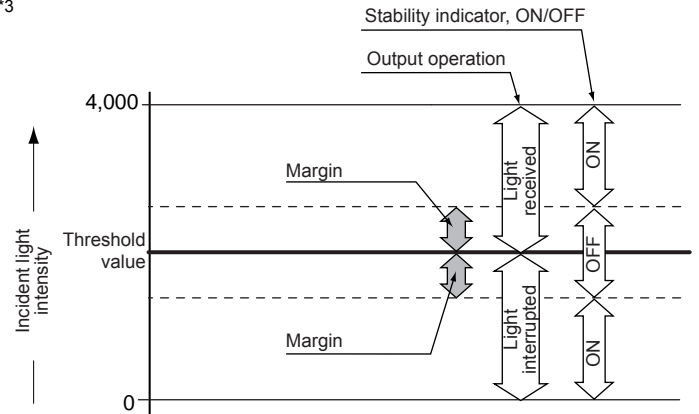 *3
Stability indicator, ON/OFF
Output operation
4,000
Margin
Light
received
ON
Threshold
value
OFF
Incident light
intensity
Margin
Light
interrupted
ON
0